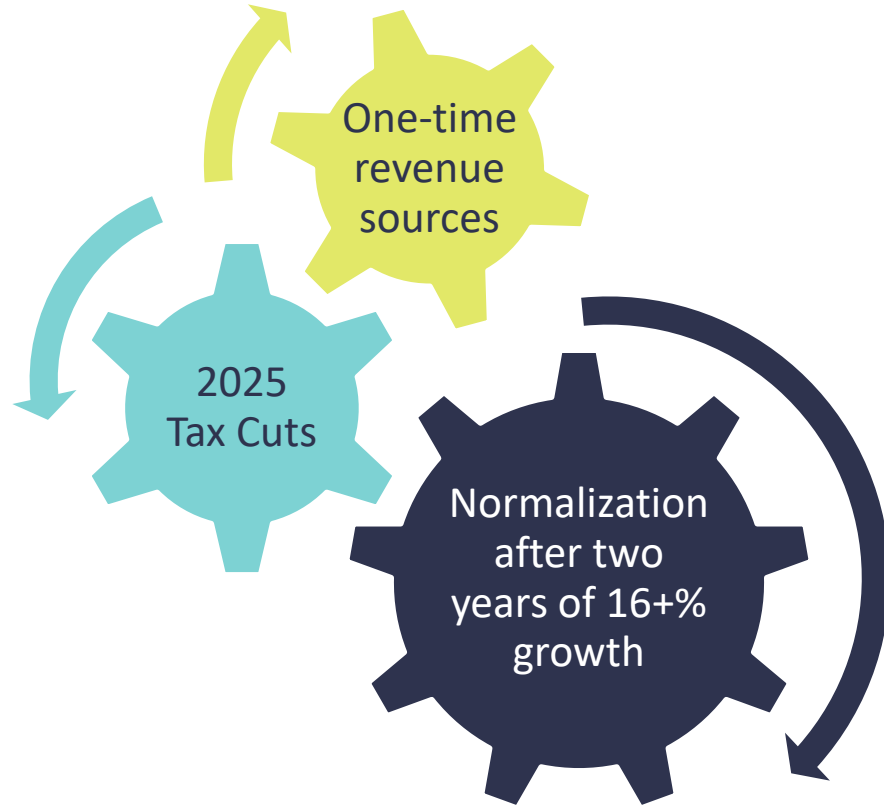 One-time
revenue
sources
2025
Tax Cuts
Normalization
after two
years of 16+%
growth